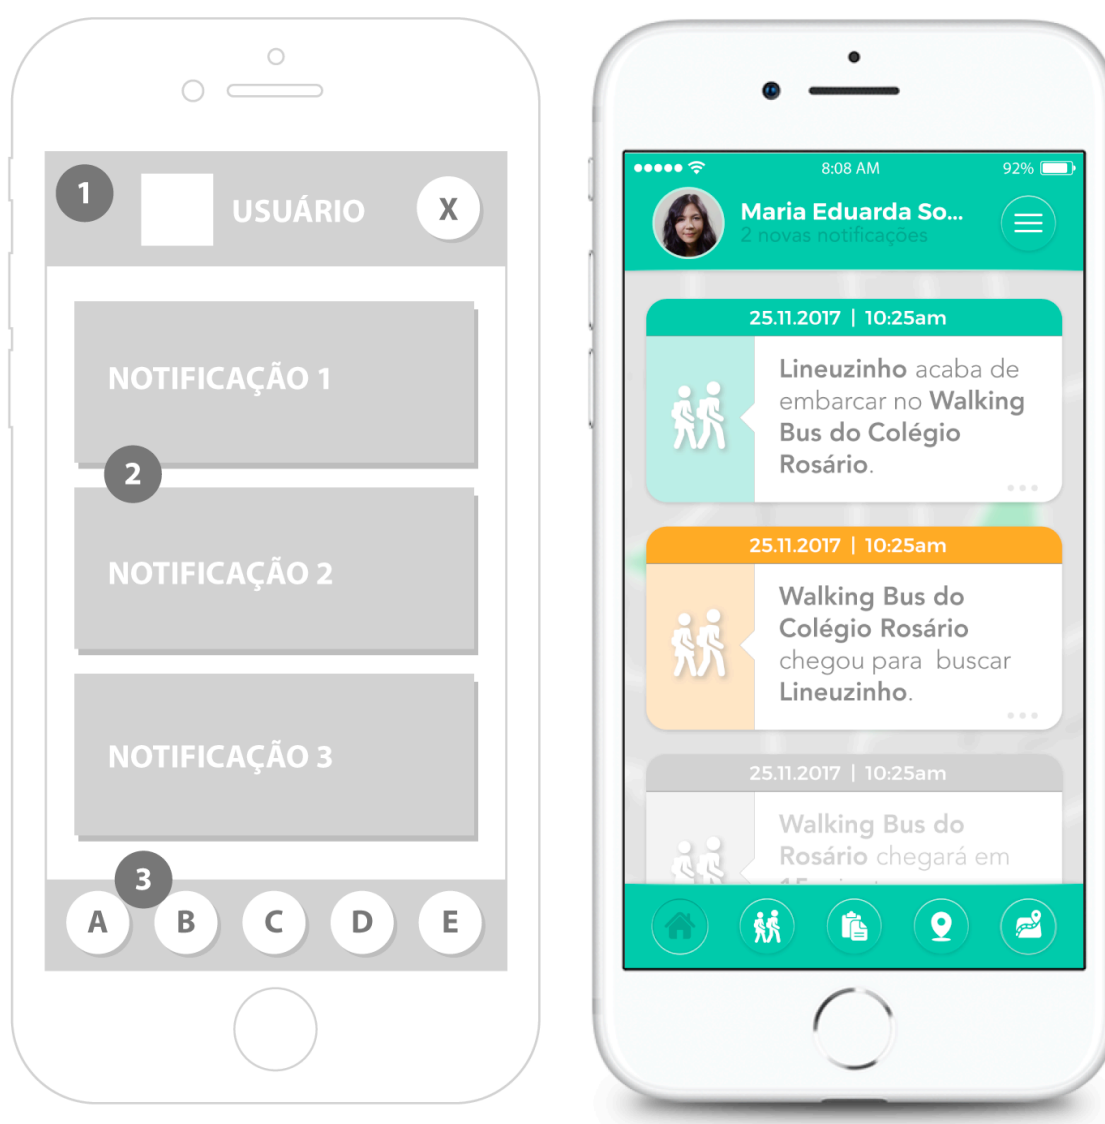 1
USUÁRIO
X
NOTIFICAÇÃO 1
2
NOTIFICAÇÃO 2
NOTIFICAÇÃO 3
3
A B C D E
8:08 AM
92%
Maria Eduarda So...
2 novas notificações
25.11.2017 | 10:25am
Lineuzinho acaba de
embarcar no Walking
Bus do Colégio
Rosário.
25.11.2017 | 10:25am
Walking Bus do
Colégio Rosário
chegou para buscar
Lineuzinho.
25.11.2017 | 10:25am
Walking Bus do
Rosário chegará em